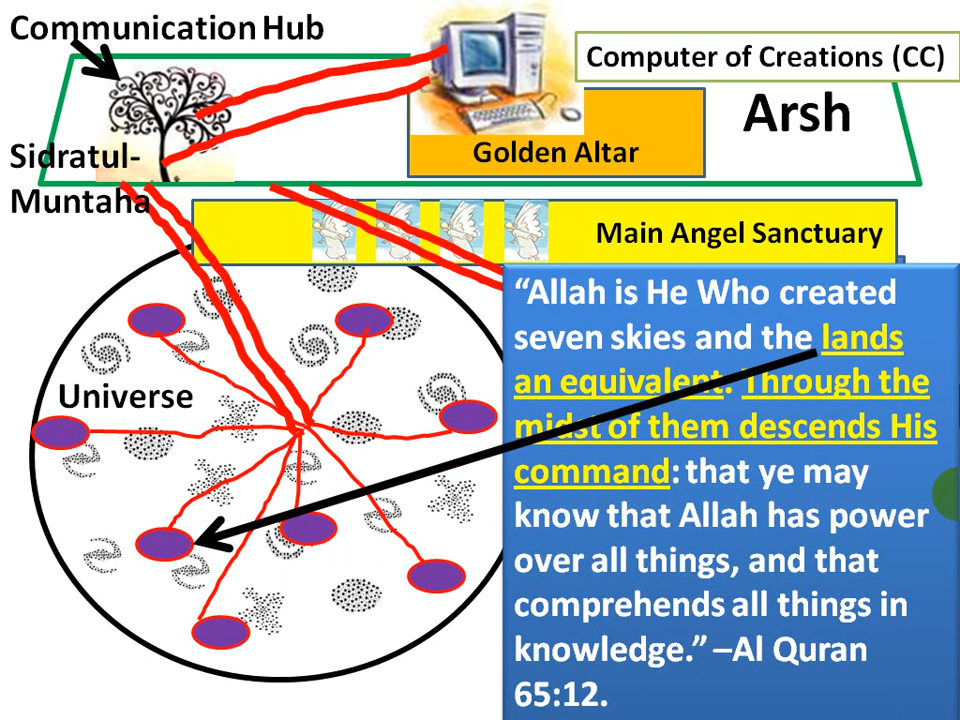 Communication Hub
Computer of Creations (CC)
Arsh
Golden Altar
Sidratul-
Muntaha
Main Angel Sanctuary
Universe
“Allah is He Who created
seven skies and the lands
an equivalent. Through the
midst of them descends His
command: that ye may
know that Allah has power
over all things, and that
comprehends all things in
knowledge.” –Al Quran
65:12.